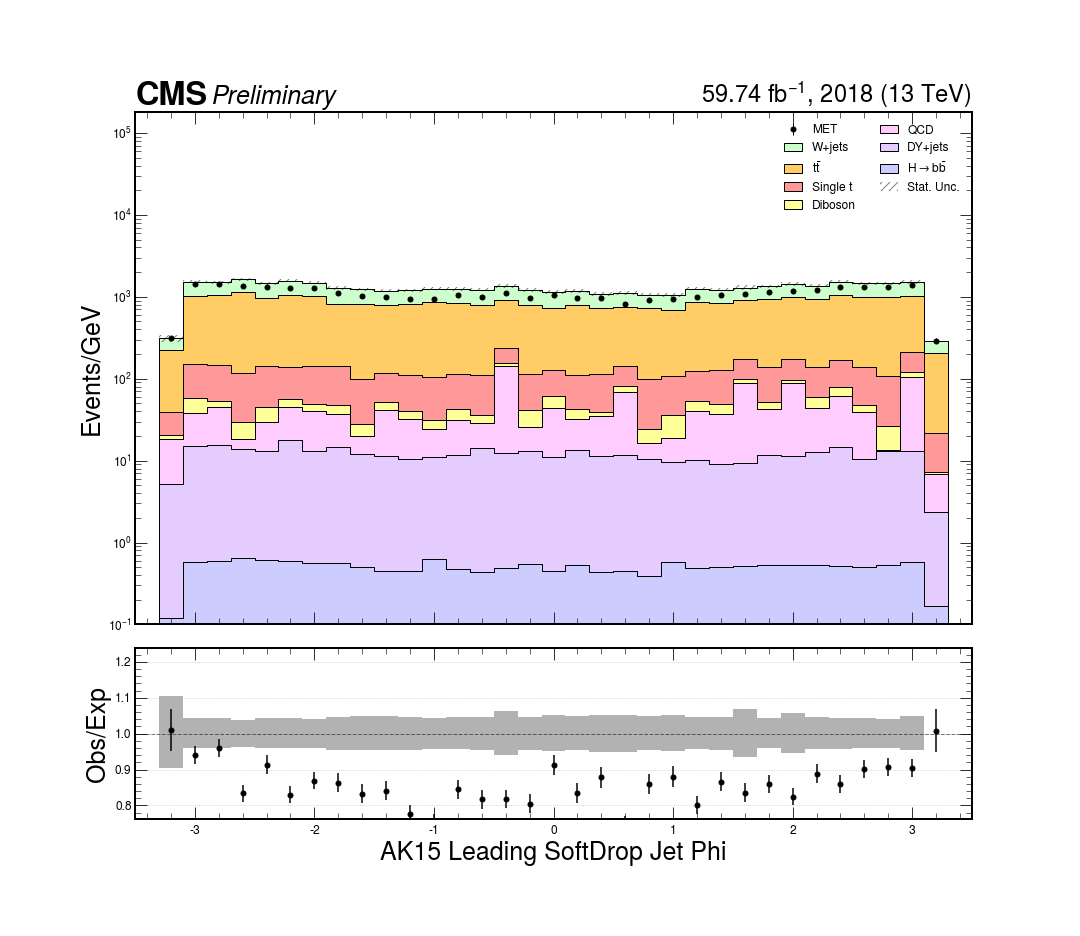 CMS Preliminary 59.74 fb⁻¹, 2018 (13 TeV)
MET
W+jets
tt̄
Single t
Diboson
QCD
DY+jets
H→bb̄
Stat. Unc.
Events/GeV
10⁵
10⁴
10³
10²
10¹
10⁰
10⁻¹
Obs/Exp
1.2
1.1
1.0
0.9
0.8
-3 -2 -1 0 1 2 3
AK15 Leading SoftDrop Jet Phi